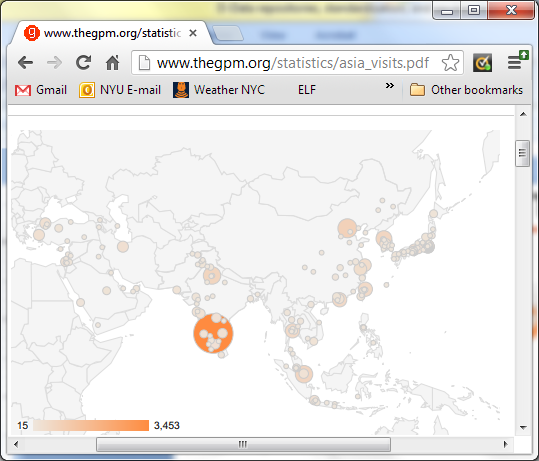 www.thegpm.org/statistic
www.thegpm.org/statistics/asia_visits.pdf
Gmail NYU E-mail Weather NYC ELF » Other bookmarks
15 3,453